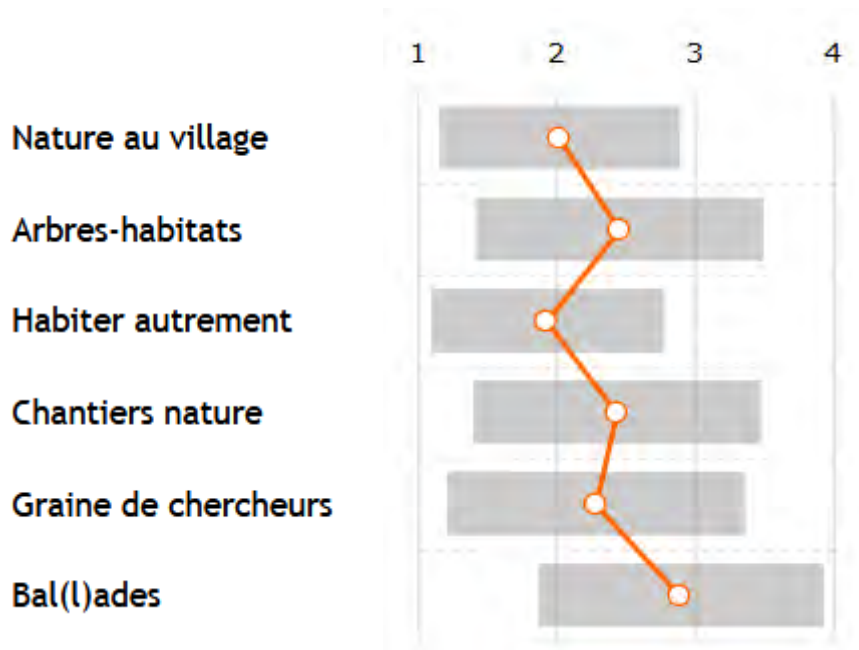 1 2 3 4
Nature au village
Arbres-habitats
Habiter autrement
Chantiers nature
Graine de chercheurs
Bal(l)ades